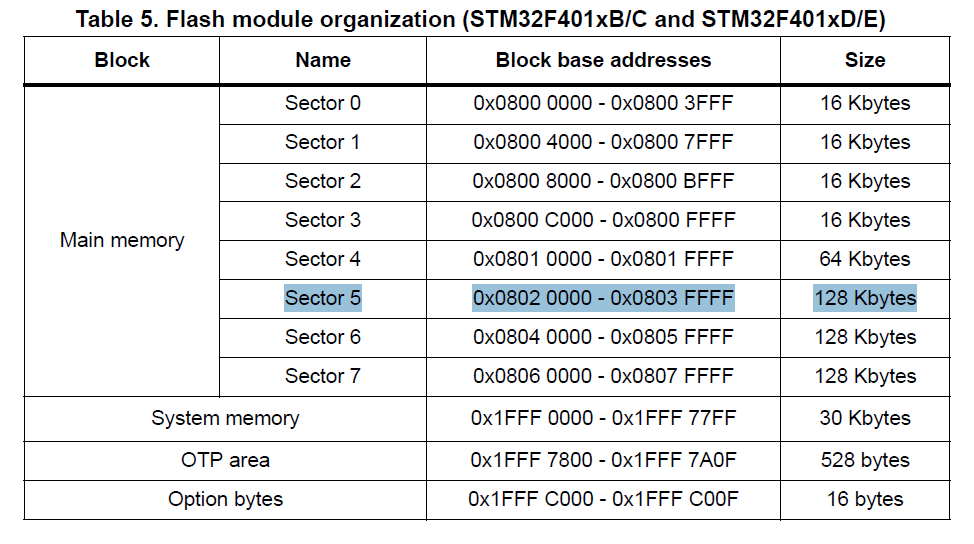 Table 5. Flash module organization (STM32F401xB/C and STM32F401xD/E)
Block Name Block base addresses Size
Main memory
Sector 0 0x0800 0000 - 0x0800 3FFF 16 Kbytes
Sector 1 0x0800 4000 - 0x0800 7FFF 16 Kbytes
Sector 2 0x0800 8000 - 0x0800 BFFF 16 Kbytes
Sector 3 0x0800 C000 - 0x0800 FFFF 16 Kbytes
Sector 4 0x0801 0000 - 0x0801 FFFF 64 Kbytes
Sector 5 0x0802 0000 - 0x0803 FFFF 128 Kbytes
Sector 6 0x0804 0000 - 0x0805 FFFF 128 Kbytes
Sector 7 0x0806 0000 - 0x0807 FFFF 128 Kbytes
System memory 0x1FFF 0000 - 0x1FFF 77FF 30 Kbytes
OTP area 0x1FFF 7800 - 0x1FFF 7A0F 528 bytes
Option bytes 0x1FFF C000 - 0x1FFF C00F 16 bytes